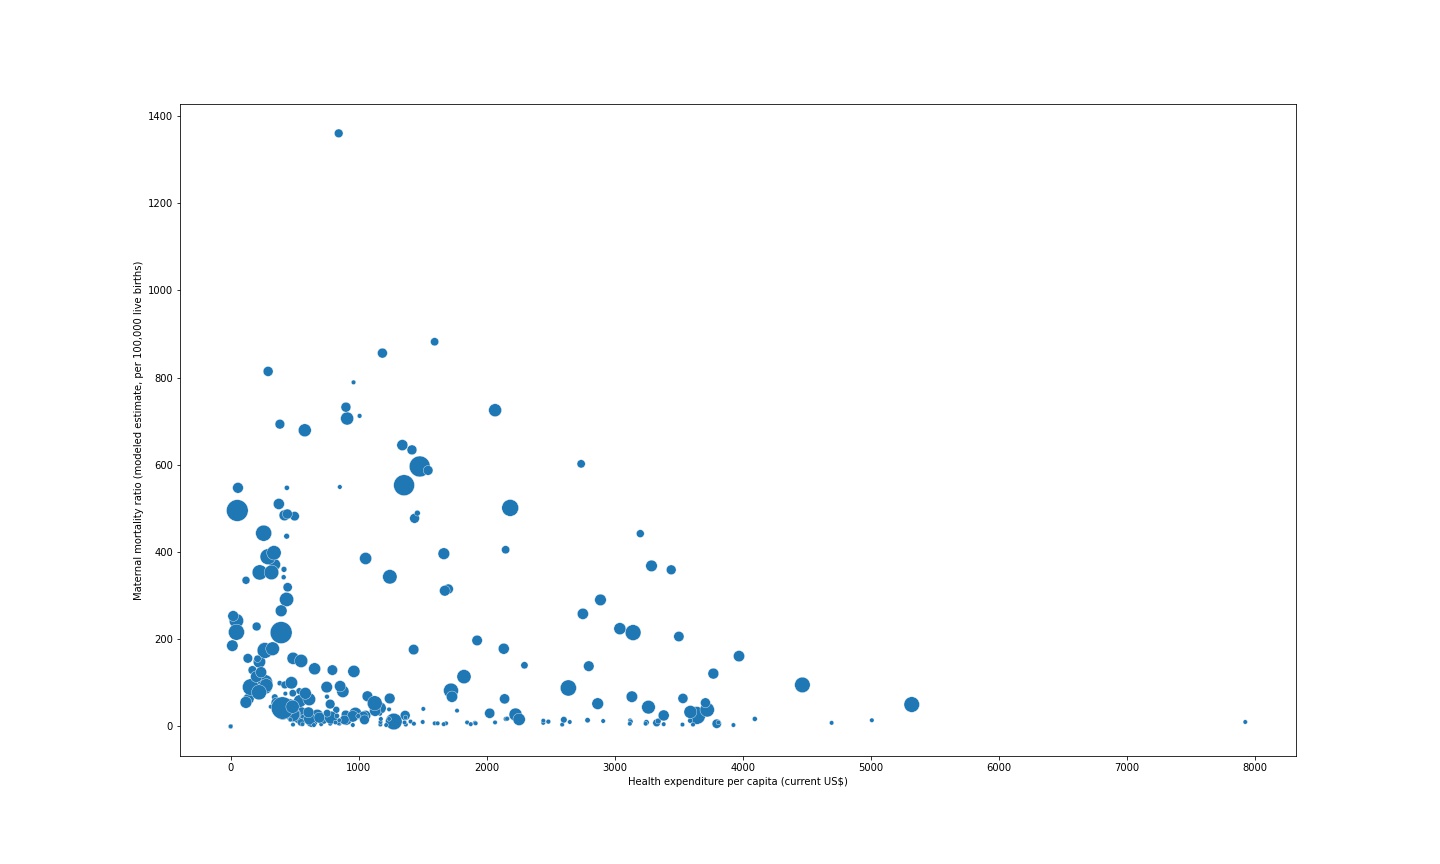 1400
1200
1000
800
600
400
200
0
Maternal mortality ratio (modeled estimate, per 100,000 live births)
0 1000 2000 3000 4000 5000 6000 7000 8000
Health expenditure per capita (current US$)